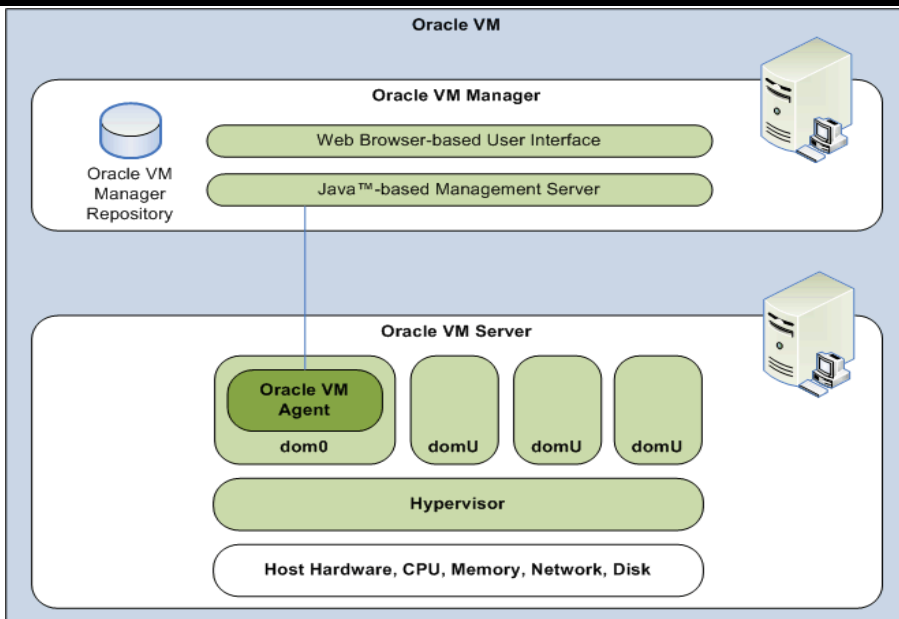 Oracle VM
Oracle VM Manager
Web Browser-based User Interface
Java™-based Management Server
Oracle VM
Manager
Repository
Oracle VM Server
Oracle VM
Agent
dom0
domU
domU
domU
Hypervisor
Host Hardware, CPU, Memory, Network, Disk